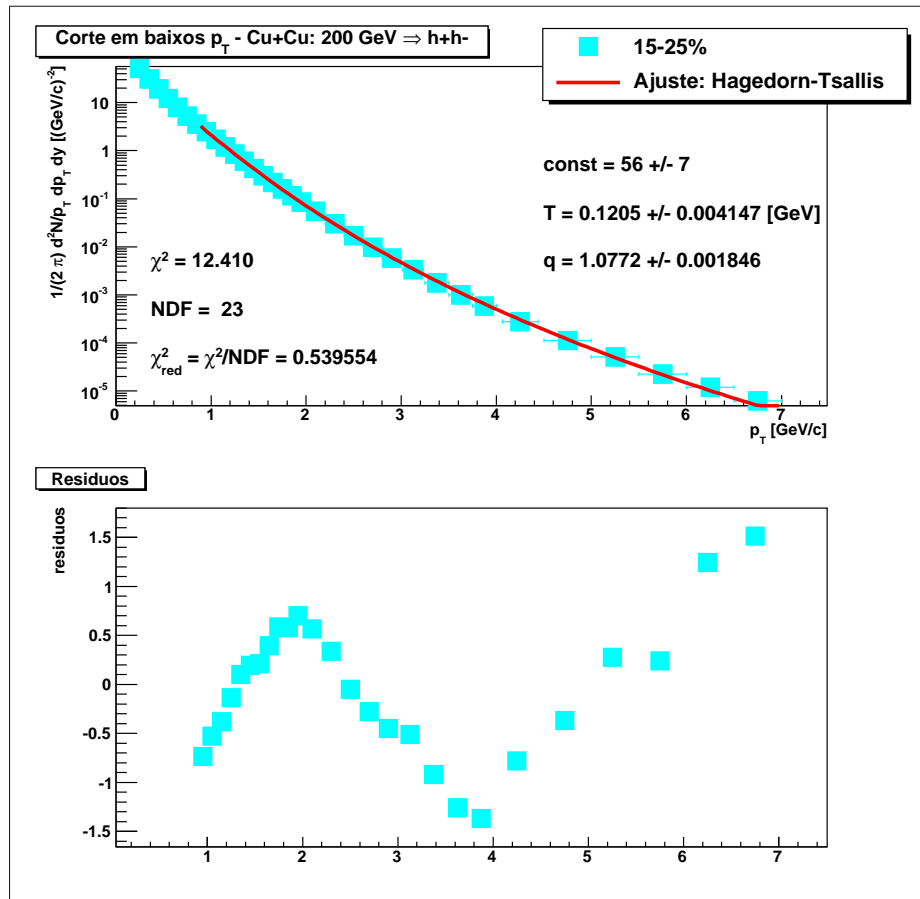 Corte em baixos p_T - Cu+Cu: 200 GeV ⇒ h+h-
15-25%
Ajuste: Hagedorn-Tsallis
1/(2 π) d²N/p_T dp_T dy [(GeV/c)⁻²]
10
1
10⁻¹
10⁻²
10⁻³
10⁻⁴
10⁻⁵
const = 56 +/- 7
T = 0.1205 +/- 0.004147 [GeV]
q = 1.0772 +/- 0.001846
χ² = 12.410
NDF = 23
χ²_red = χ²/NDF = 0.539554
0 1 2 3 4 5 6 7
p_T [GeV/c]
Residuos
residuos
1.5
1
0.5
0
-0.5
-1
-1.5
1 2 3 4 5 6 7